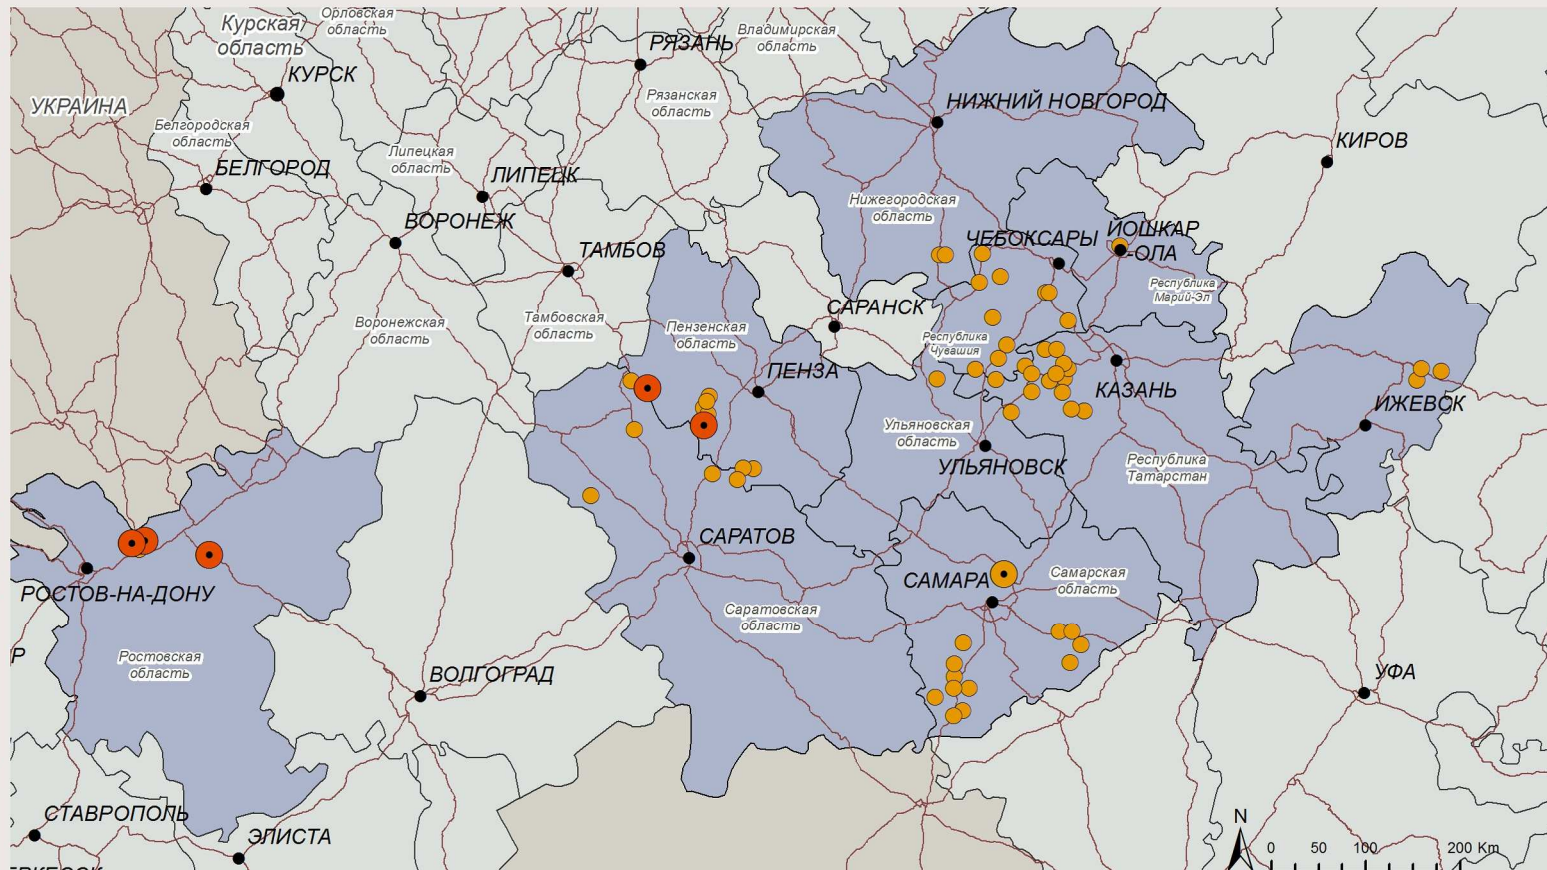 Орловская
область
Курская
область
Владимирская
область
РЯЗАНЬ
КУРСК
УКРАИНА
Рязанская
область
НИЖНИЙ НОВГОРОД
Белгородская
область
КИРОВ
Липецкая
область
БЕЛГОРОД
ЛИПЕЦК
Нижегородская
область
ВОРОНЕЖ
ЧЕБОКСАРЫ
ЙОШКАР
-ОЛА
ТАМБОВ
Республика
Марий-Эл
САРАНСК
Воронежская
область
Тамбовская
область
Пензенская
область
Республика
Чувашия
ПЕНЗА
КАЗАНЬ
ИЖЕВСК
Ульяновская
область
УЛЬЯНОВСК
Республика
Татарстан
САРАТОВ
САМАРА
Самарская
область
РОСТОВ-НА-ДОНУ
Саратовская
область
Р
Ростовская
область
ВОЛГОГРАД
УФА
СТАВРОПОЛЬ
ЭЛИСТА
N
0 50 100 200 Km